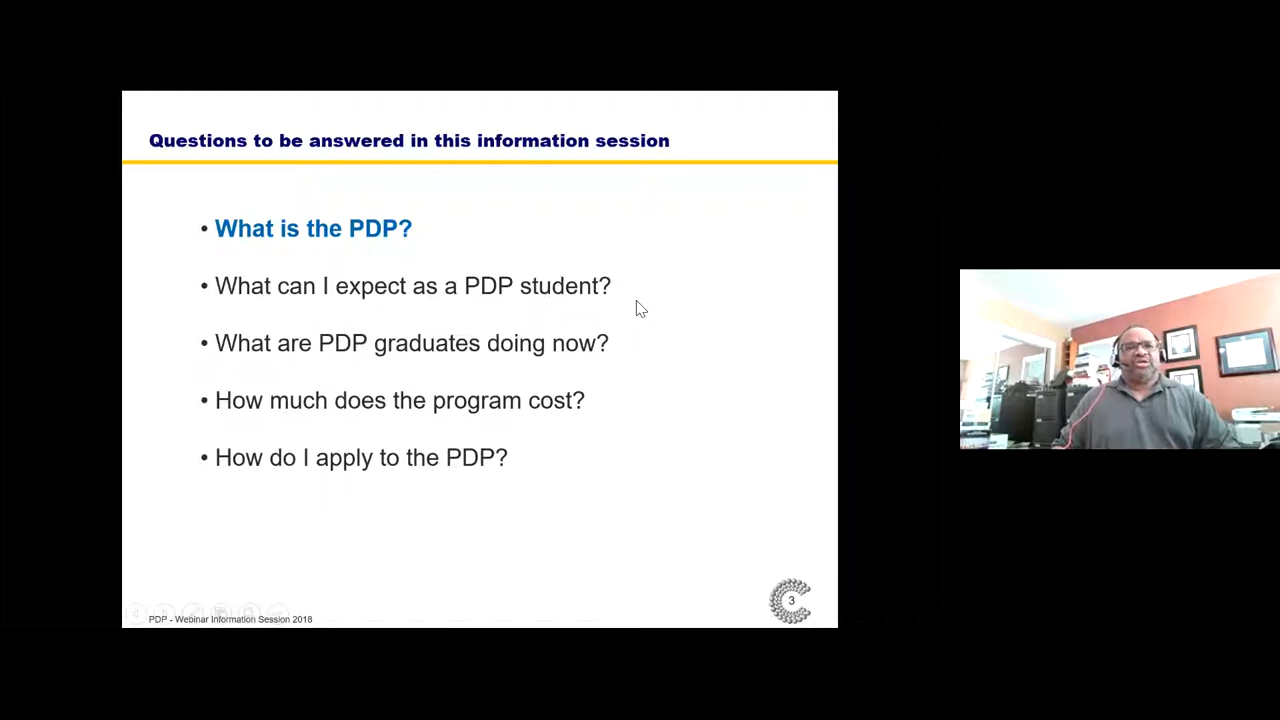 Questions to be answered in this information session
• What is the PDP?
• What can I expect as a PDP student?
• What are PDP graduates doing now?
• How much does the program cost?
• How do I apply to the PDP?
3
PDP - Webinar Information Session 2018